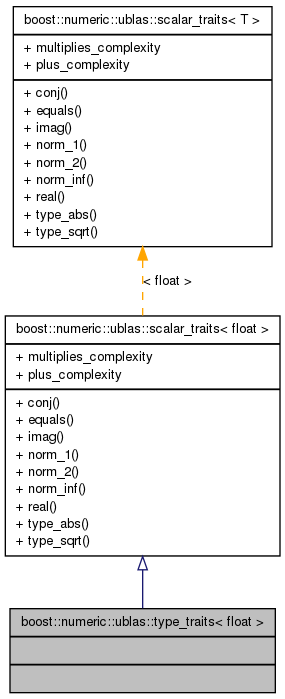 boost::numeric::ublas::scalar_traits< T >
+ multiplies_complexity
+ plus_complexity
+ conj()
+ equals()
+ imag()
+ norm_1()
+ norm_2()
+ norm_inf()
+ real()
+ type_abs()
+ type_sqrt()
< float >
boost::numeric::ublas::scalar_traits< float >
+ multiplies_complexity
+ plus_complexity
+ conj()
+ equals()
+ imag()
+ norm_1()
+ norm_2()
+ norm_inf()
+ real()
+ type_abs()
+ type_sqrt()
boost::numeric::ublas::type_traits< float >